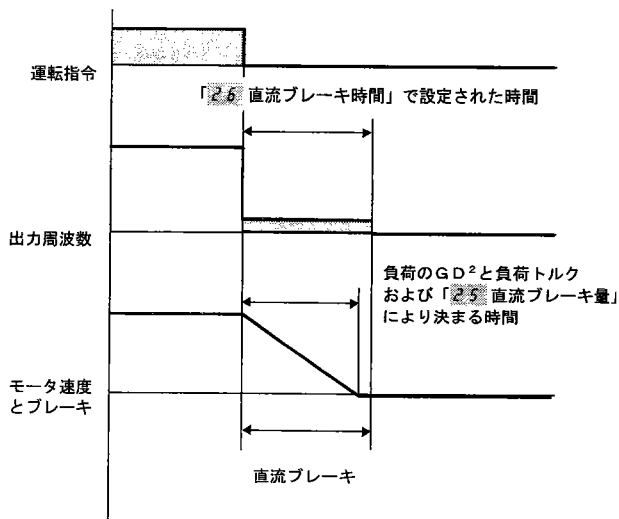 運転指令
「26 直流ブレーキ時間」で設定された時間
出力周波数
負荷のGD²と負荷トルク
および「25 直流ブレーキ量」
により決まる時間
モータ速度
とブレーキ
直流ブレーキ